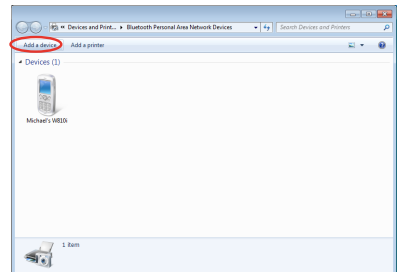 « Devices and Print... ▸ Bluetooth Personal Area Network Devices
Search Devices and Printers
Add a device Add a printer
Devices (1)
Michael's W810i
1 item